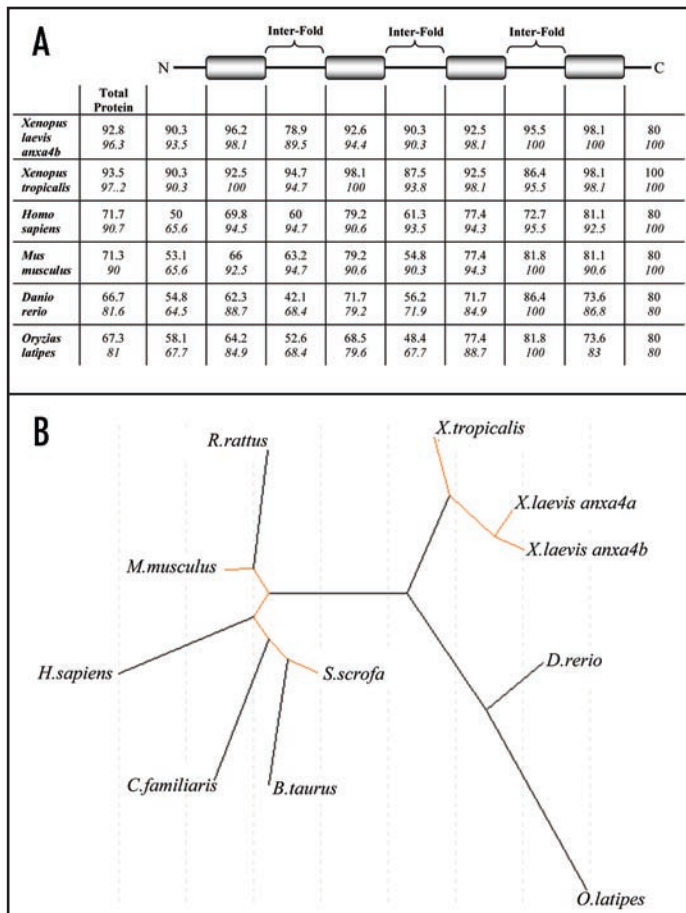 A
Inter-Fold Inter-Fold Inter-Fold
N C
Total
Protein
Xenopus
laevis
anxa4b
92.8 90.3 96.2 78.9 92.6 90.3 92.5 95.5 98.1 80
96.3 93.5 98.1 89.5 94.4 90.3 98.1 100 100 100
Xenopus
tropicalis
93.5 90.3 92.5 94.7 98.1 87.5 92.5 86.4 98.1 100
97..2 90.3 100 94.7 100 93.8 98.1 95.5 98.1 100
Homo
sapiens
71.7 50 69.8 60 79.2 61.3 77.4 72.7 81.1 80
90.7 65.6 94.5 94.7 90.6 93.5 94.3 95.5 92.5 100
Mus
musculus
71.3 53.1 66 63.2 79.2 54.8 77.4 81.8 81.1 80
90 65.6 92.5 94.7 90.6 90.3 94.3 100 90.6 100
Danio
rerio
66.7 54.8 62.3 42.1 71.7 56.2 71.7 86.4 73.6 80
81.6 64.5 88.7 68.4 79.2 71.9 84.9 100 86.8 80
Oryzias
latipes
67.3 58.1 64.2 52.6 68.5 48.4 77.4 81.8 73.6 80
81 67.7 84.9 68.4 79.6 67.7 88.7 100 83 80
B
R.rattus
X.tropicalis
X.laevis anxa4a
X.laevis anxa4b
M.musculus
D.rerio
H.sapiens
S.scrofa
C.familiaris
B.taurus
O.latipes